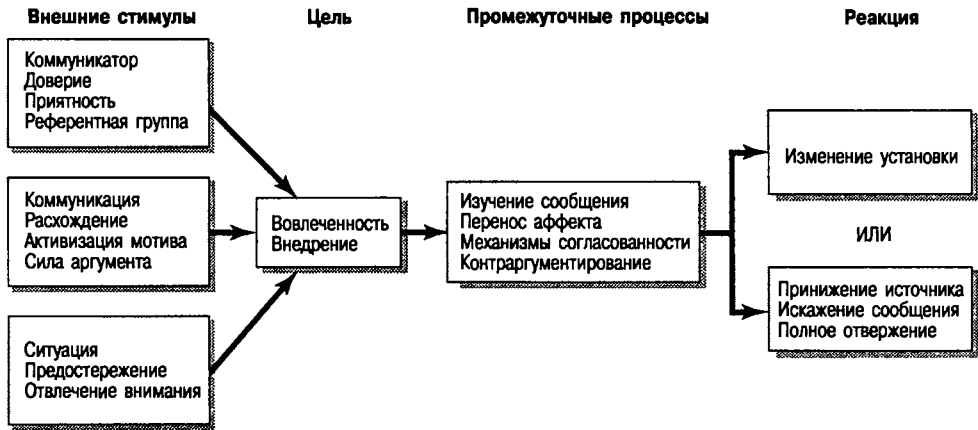 Внешние стимулы
Цель
Промежуточные процессы
Реакция
Коммуникатор
Доверие
Приятность
Референтная группа
Коммуникация
Расхождение
Активизация мотива
Сила аргумента
Ситуация
Предостережение
Отвлечение внимания
Вовлеченность
Внедрение
Изучение сообщения
Перенос аффекта
Механизмы согласованности
Контраргументирование
Изменение установки
ИЛИ
Принижение источника
Искажение сообщения
Полное отвержение